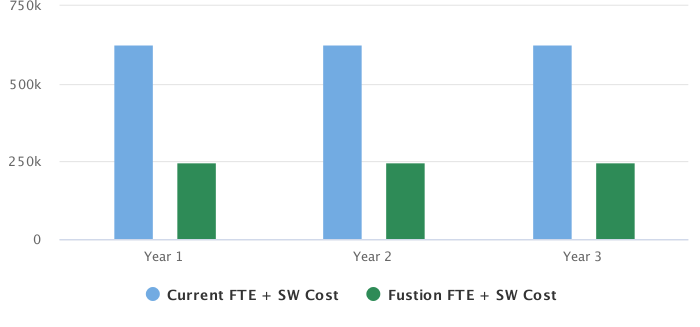 750k
500k
250k
0
Year 1 Year 2 Year 3
Current FTE + SW Cost Fustion FTE + SW Cost